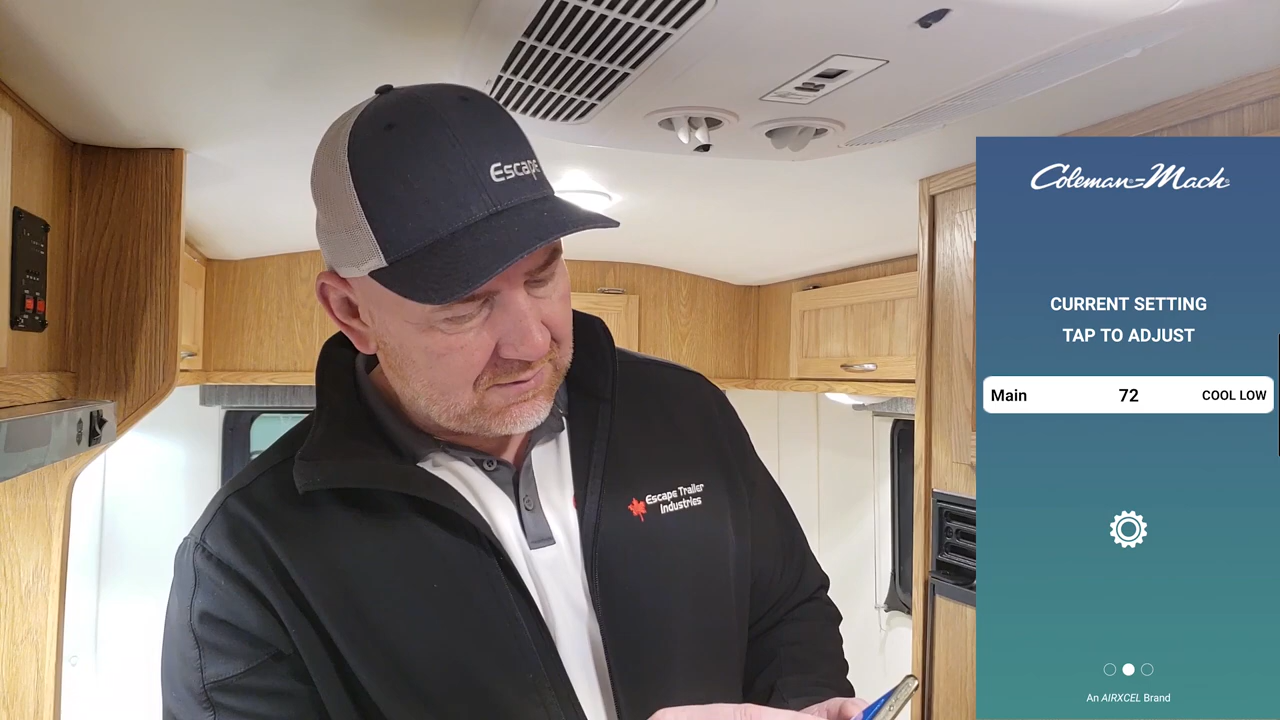 Escape
Escape Trailer
Industries
Coleman-Mach
CURRENT SETTING
TAP TO ADJUST
Main 72 COOL LOW
An AIRXCEL Brand